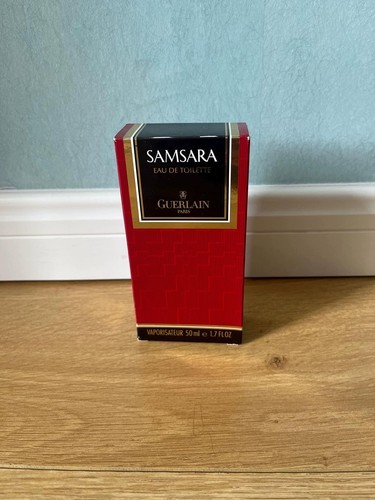 SAMSARA
EAU DE TOILETTE
GUERLAIN
PARIS
VAPORISATEUR 50 ml e 1.7 FL OZ